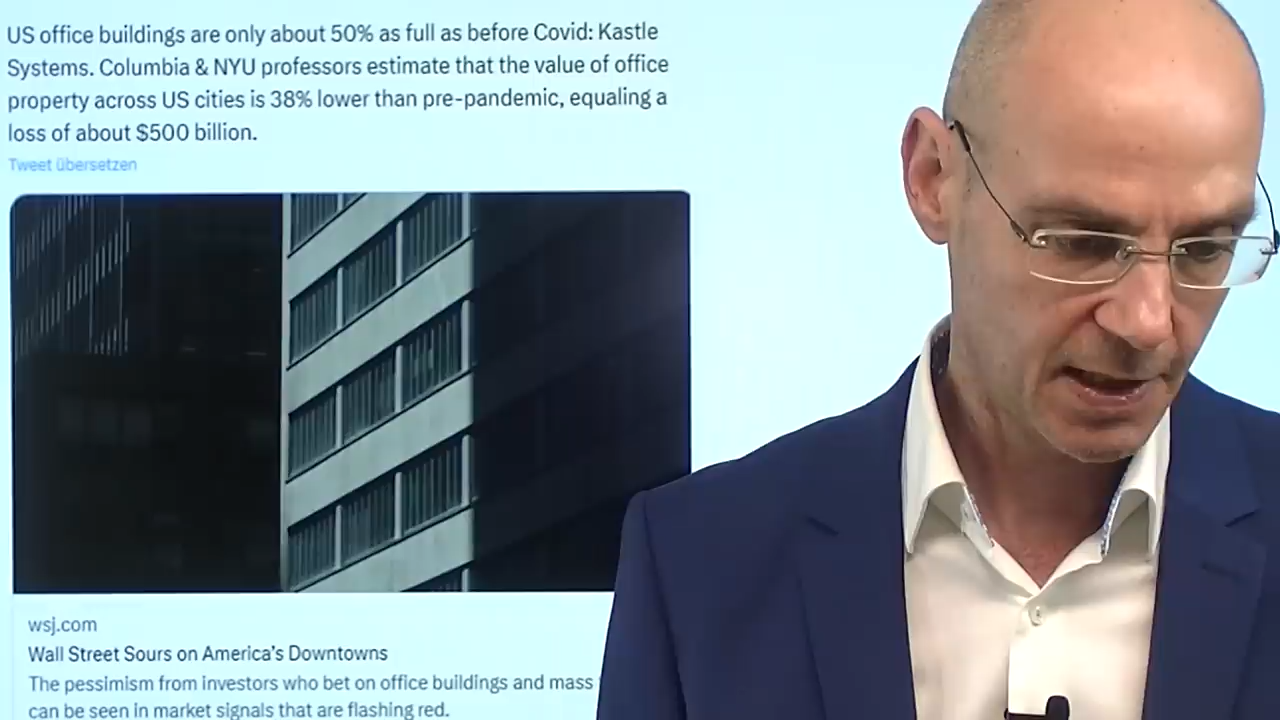 US office buildings are only about 50% as full as before Covid: Kastle
Systems. Columbia & NYU professors estimate that the value of office
property across US cities is 38% lower than pre-pandemic, equaling a
loss of about $500 billion.
Tweet übersetzen
wsj.com
Wall Street Sours on America's Downtowns
The pessimism from investors who bet on office buildings and mass
can be seen in market signals that are flashing red.